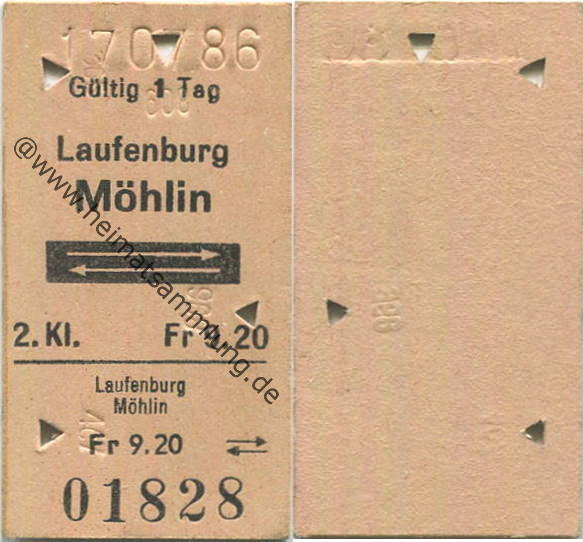 170786
Gültig 1 Tag
Laufenburg
Möhlin
2. Kl. Fr 9.20
Laufenburg
Möhlin
Fr 9.20
01828
@www.heimatsammlung.de